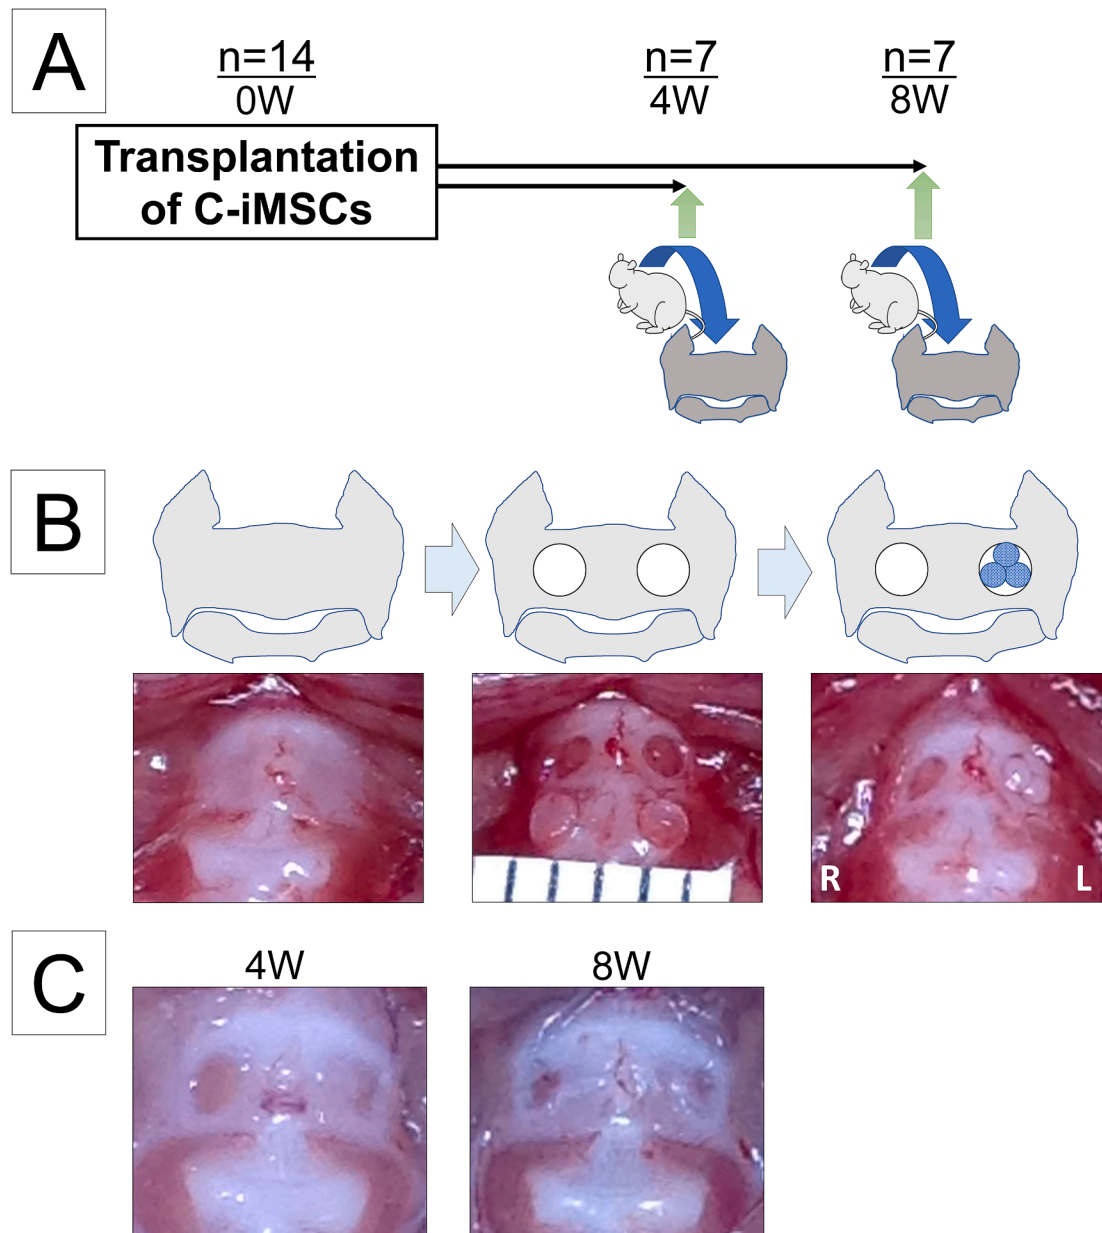 A
n=14
0W
n=7
4W
n=7
8W
Transplantation
of C-iMSCs
B
R
L
C
4W
8W